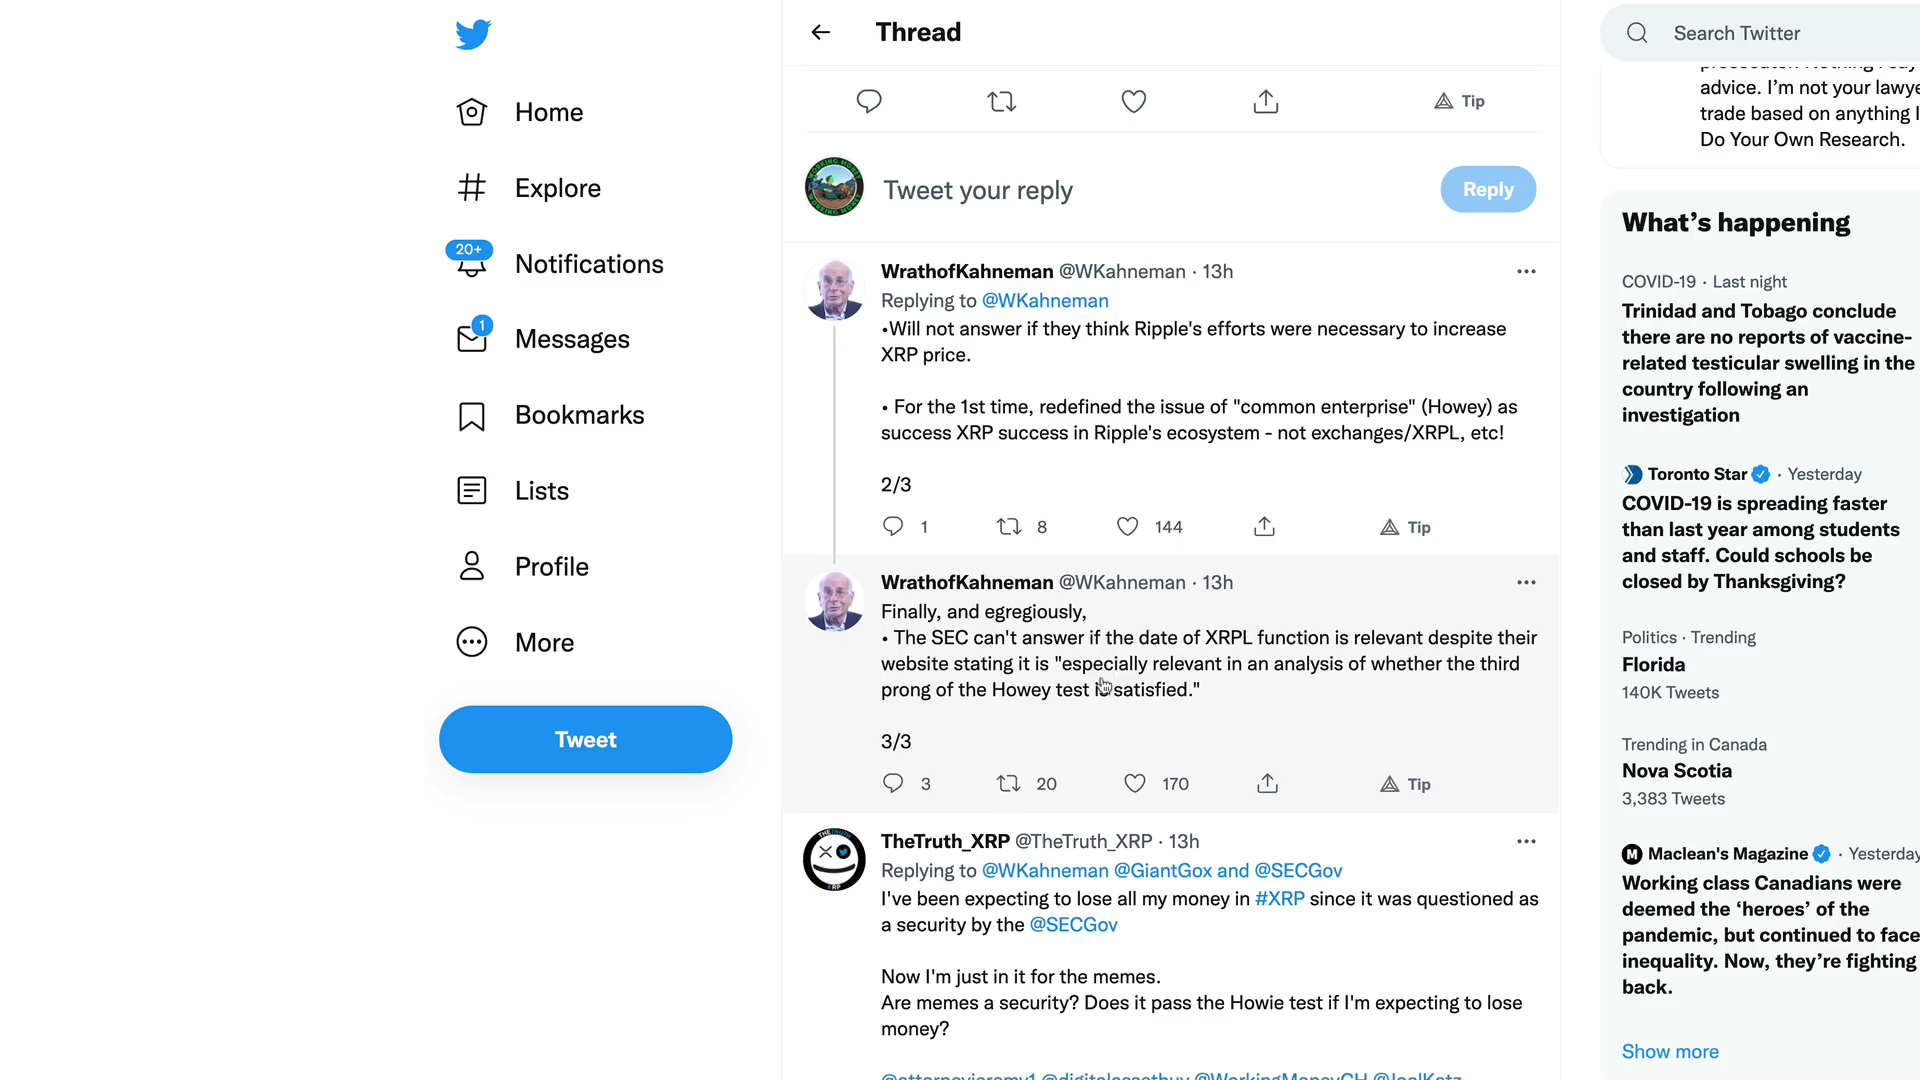 Home
Explore
20+
Notifications
1
Messages
Bookmarks
Lists
Profile
More
Tweet
Thread
Tip
Tweet your reply
Reply
WrathofKahneman @WKahneman · 13h
Replying to @WKahneman
•Will not answer if they think Ripple's efforts were necessary to increase
XRP price.
• For the 1st time, redefined the issue of "common enterprise" (Howey) as
success XRP success in Ripple's ecosystem - not exchanges/XRPL, etc!
2/3
1 8 144 Tip
WrathofKahneman @WKahneman · 13h
Finally, and egregiously,
• The SEC can't answer if the date of XRPL function is relevant despite their
website stating it is "especially relevant in an analysis of whether the third
prong of the Howey test is satisfied."
3/3
3 20 170 Tip
TheTruth_XRP @TheTruth_XRP · 13h
Replying to @WKahneman @GiantGox and @SECGov
I've been expecting to lose all my money in #XRP since it was questioned as
a security by the @SECGov
Now I'm just in it for the memes.
Are memes a security? Does it pass the Howie test if I'm expecting to lose
money?
Search Twitter
advice. I'm not your lawye
trade based on anything I
Do Your Own Research.
What's happening
COVID-19 · Last night
Trinidad and Tobago conclude
there are no reports of vaccine-
related testicular swelling in the
country following an
investigation
Toronto Star · Yesterday
COVID-19 is spreading faster
than last year among students
and staff. Could schools be
closed by Thanksgiving?
Politics · Trending
Florida
140K Tweets
Trending in Canada
Nova Scotia
3,383 Tweets
Maclean's Magazine · Yesterday
Working class Canadians were
deemed the ‘heroes’ of the
pandemic, but continued to face
inequality. Now, they're fighting
back.
Show more